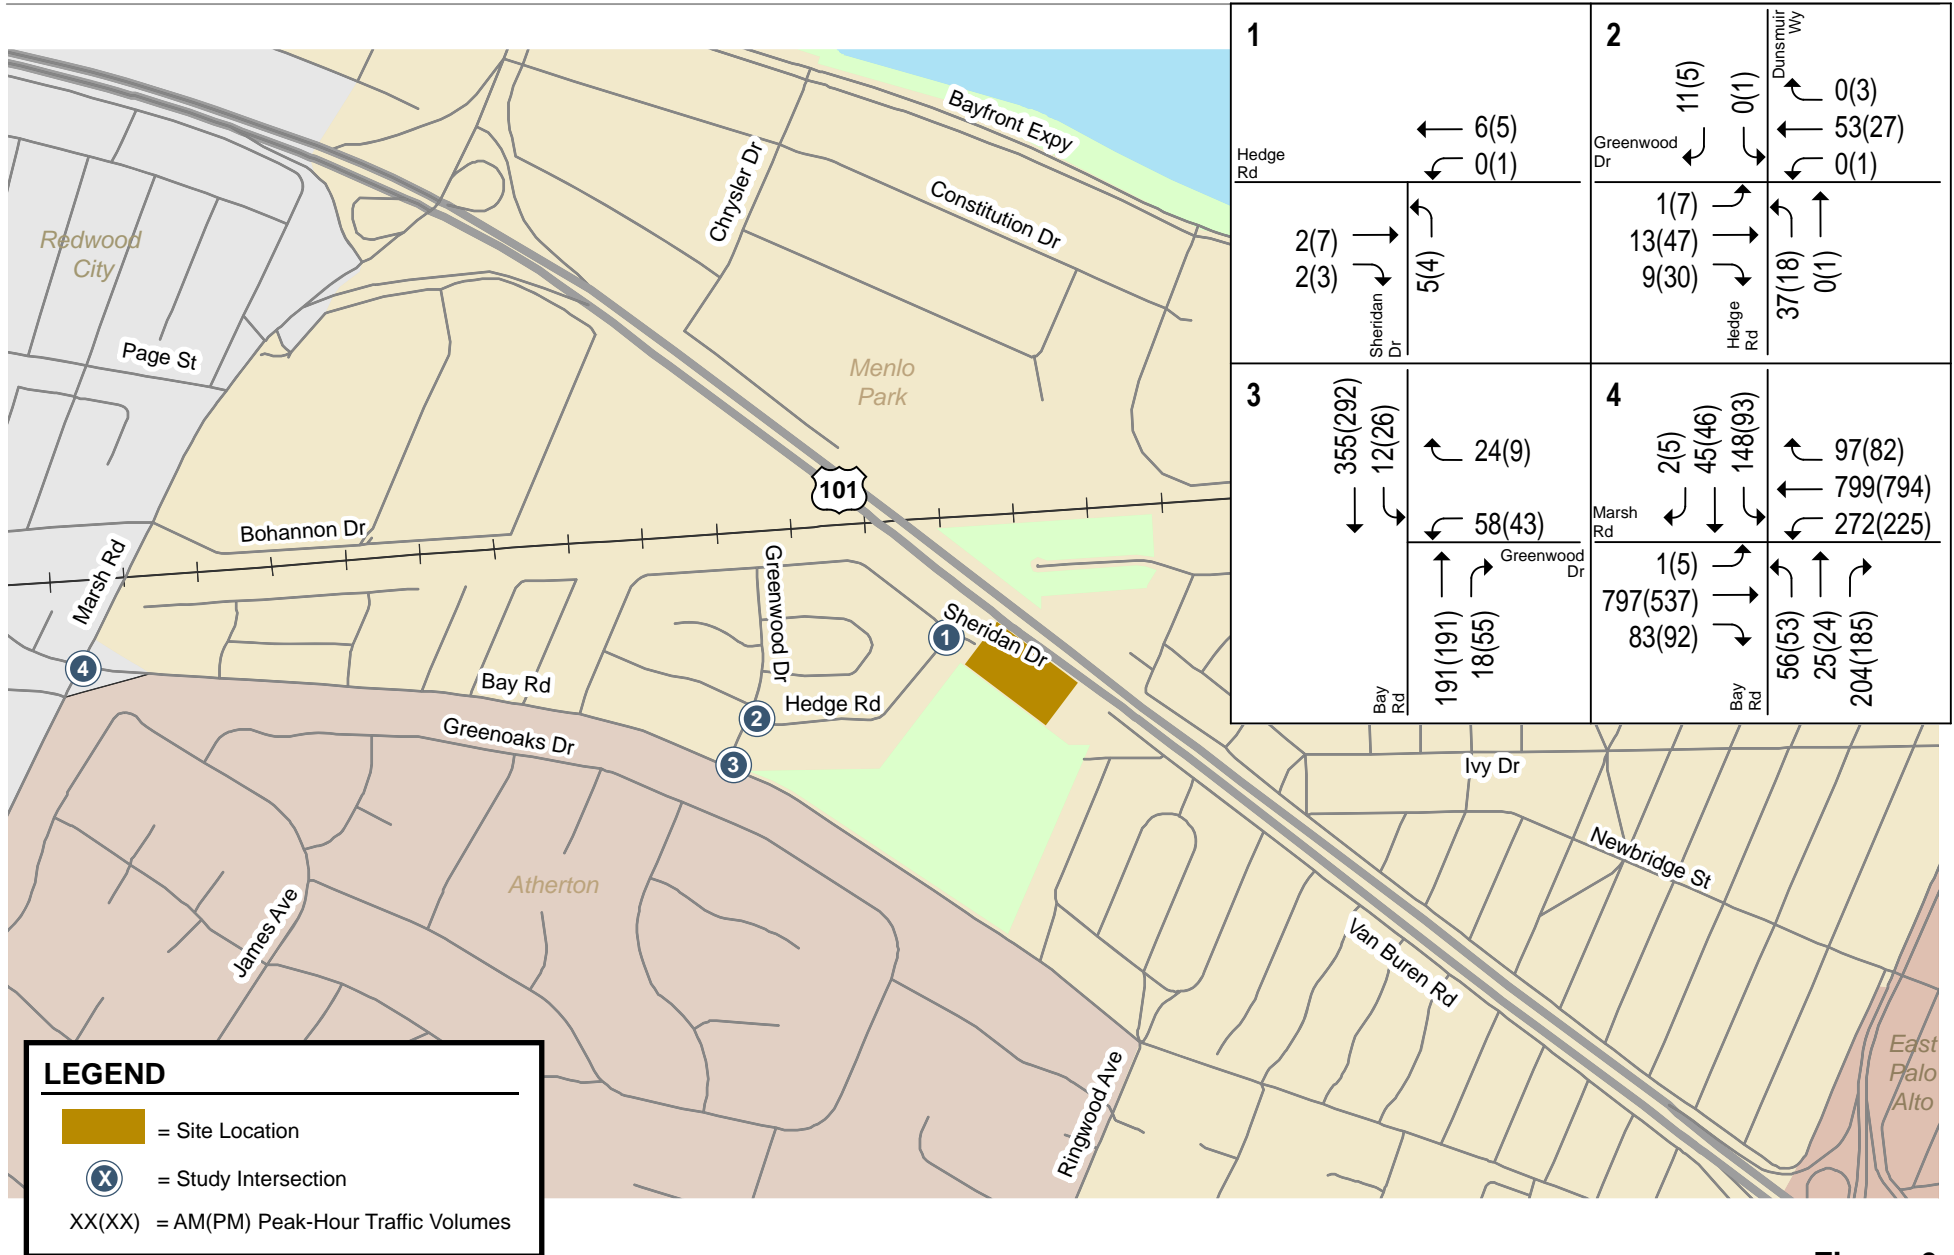 Redwood
City
Page St
Bohannon Dr
Marsh Rd
Chrysler Dr
Bayfront Expy
Constitution Dr
Menlo
Park
101
Greenwood Dr
Sheridan Dr
Hedge Rd
Bay Rd
Greenoaks Dr
1
2
3
4
Atherton
James Ave
Ringwood Ave
Van Buren Rd
Ivy Dr
Newbridge St
East
Palo
Alto
1
6(5)
0(1)
Hedge
Rd
2(7)
2(3)
Sheridan
Dr
5(4)
2
11(5)
0(1)
Dunsmuir
Wy
0(3)
53(27)
0(1)
Greenwood
Dr
1(7)
13(47)
9(30)
Hedge
Rd
37(18)
0(1)
3
355(292)
12(26)
24(9)
58(43)
Greenwood
Dr
191(191)
18(55)
Bay
Rd
4
2(5)
45(46)
148(93)
97(82)
799(794)
272(225)
Marsh
Rd
1(5)
797(537)
83(92)
Bay
Rd
56(53)
25(24)
204(185)
LEGEND
= Site Location
X = Study Intersection
XX(XX) = AM(PM) Peak-Hour Traffic Volumes